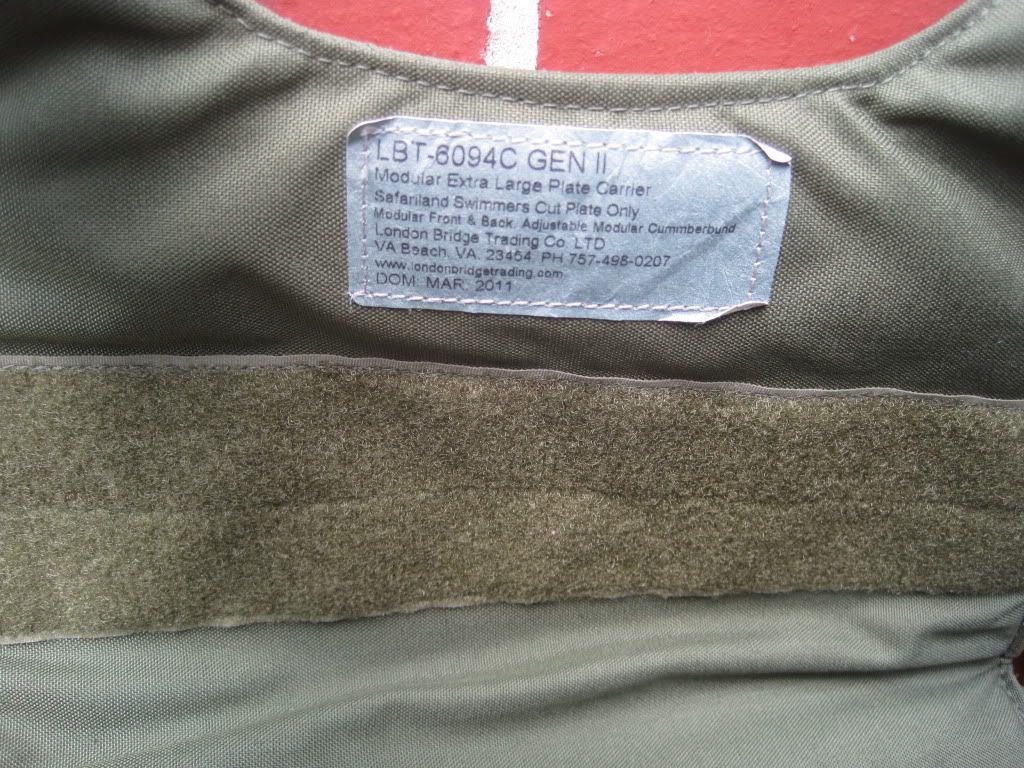 LBT-6094C GEN II
Modular Extra Large Plate Carrier
Safariland Swimmers Cut Plate Only
Modular Front & Back, Adjustable Modular Cummberbund
London Bridge Trading Co. LTD
VA Beach, VA. 23454, PH 757-498-0207
www.londonbridgetrading.com
DOM. MAR. 2011